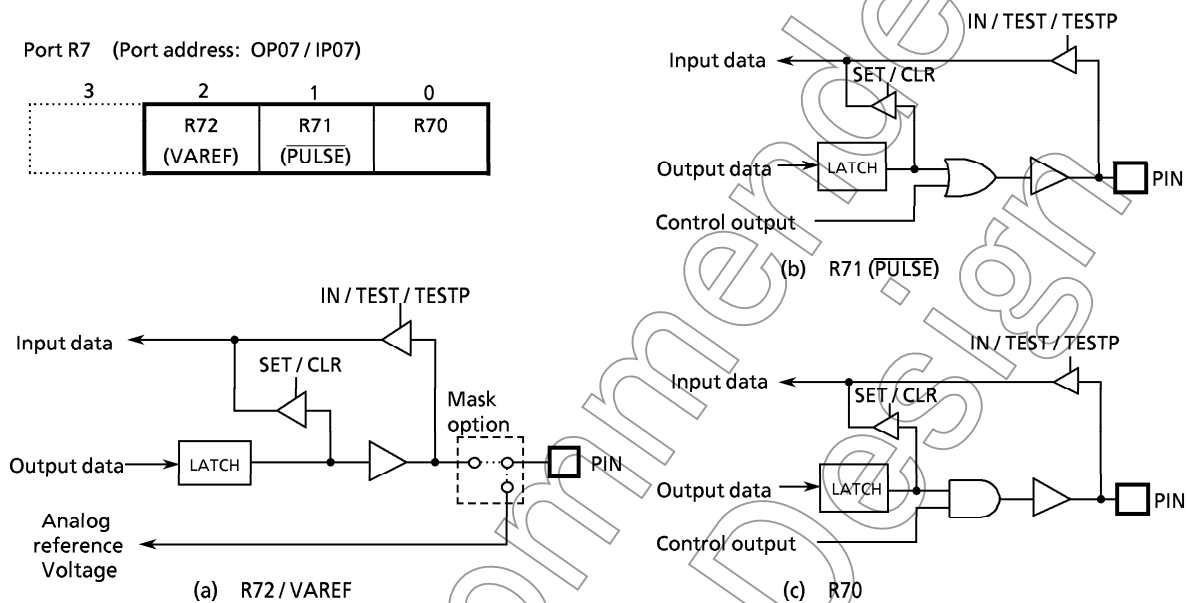 Port R7 (Port address: OP07 / IP07)
3 2 1 0
R72 R71 R70
(VAREF) (PULSE)
IN / TEST / TESTP
Input data
SET / CLR
Mask
option
Output data
LATCH
PIN
Analog
reference
Voltage
(a) R72 / VAREF
IN / TEST / TESTP
Input data
SET / CLR
Output data
LATCH
PIN
Control output
(b) R71 (PULSE)
IN / TEST / TESTP
Input data
SET / CLR
Output data
LATCH
PIN
Control output
(c) R70
ommende
Design